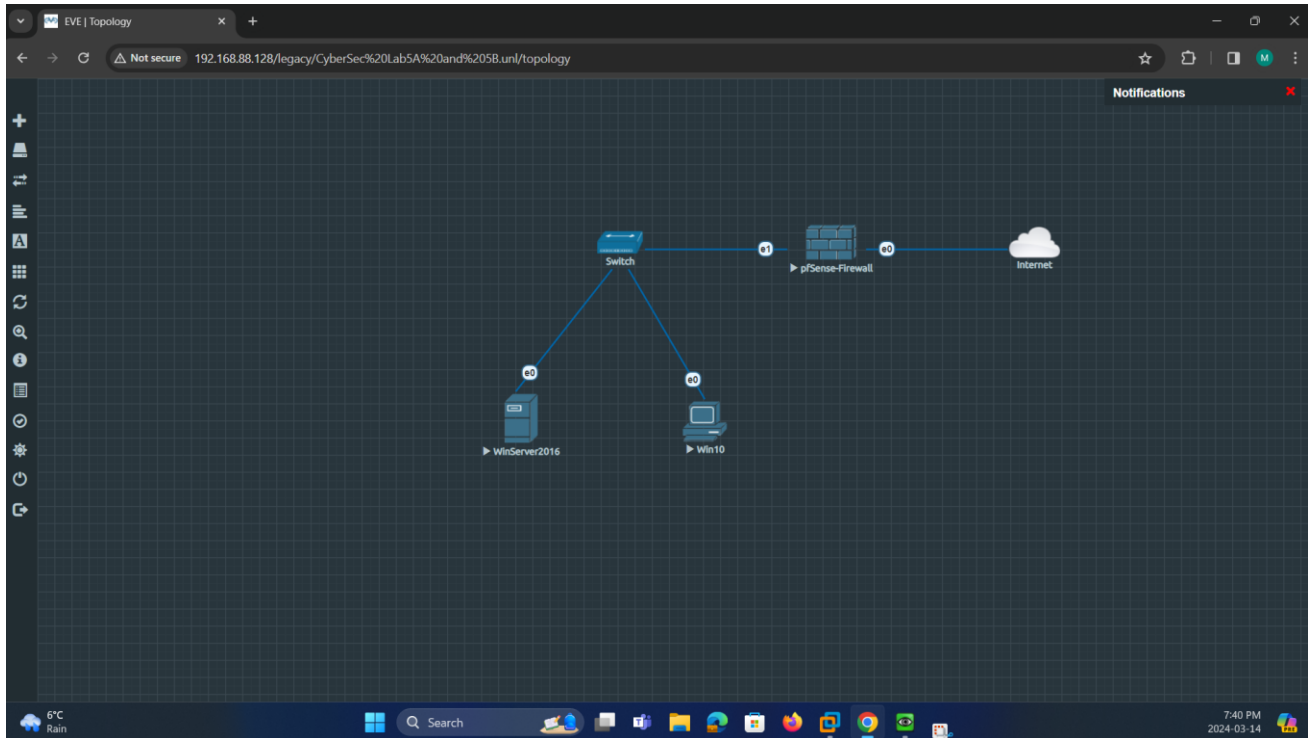 EVE | Topology
Not secure 192.168.88.128/legacy/CyberSec%20Lab5A%20and%205B.unl/topology
M
Notifications
A
Switch
e1
pfSense-Firewall
e0
Internet
e0
e0
WinServer2016
Win10
6°C
Rain
Search
7:40 PM
2024-03-14
PRE